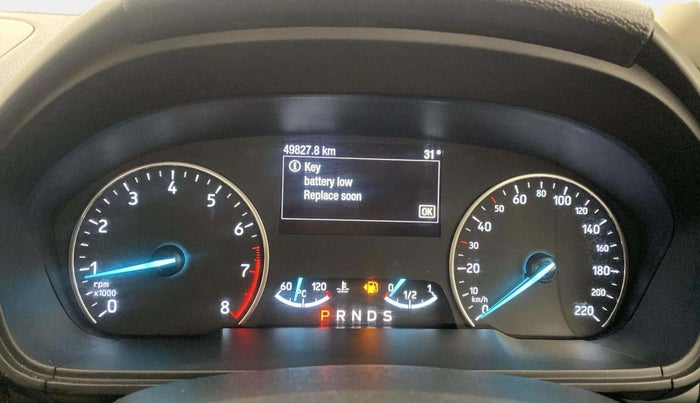 49827.8 km 31°
Key
battery low
Replace soon
OK
0 1 2 3 4 5 6 7 8
rpm
x1000
60 °C 120
0 1/2 1
P R N D S
0 10 20 30 40 50 60 80 100 120 140 160 180 200 220
km/h